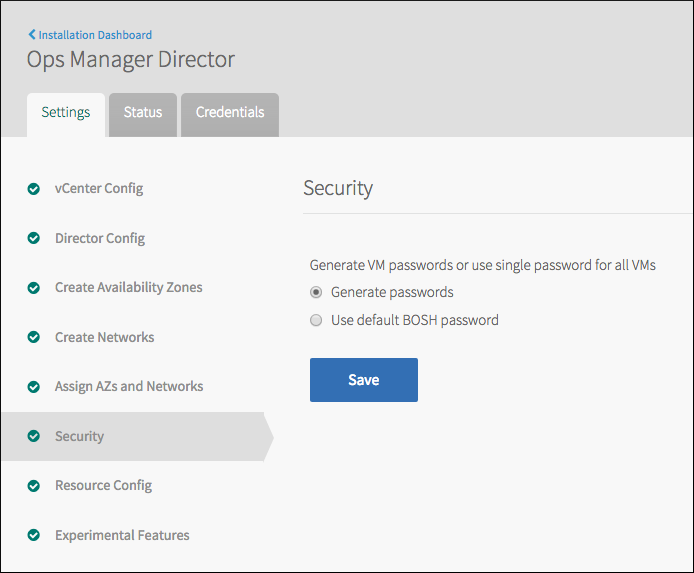 Installation Dashboard
Ops Manager Director
Settings Status Credentials
vCenter Config
Director Config
Create Availability Zones
Create Networks
Assign AZs and Networks
Security
Resource Config
Experimental Features
Security
Generate VM passwords or use single password for all VMs
Generate passwords
Use default BOSH password
Save